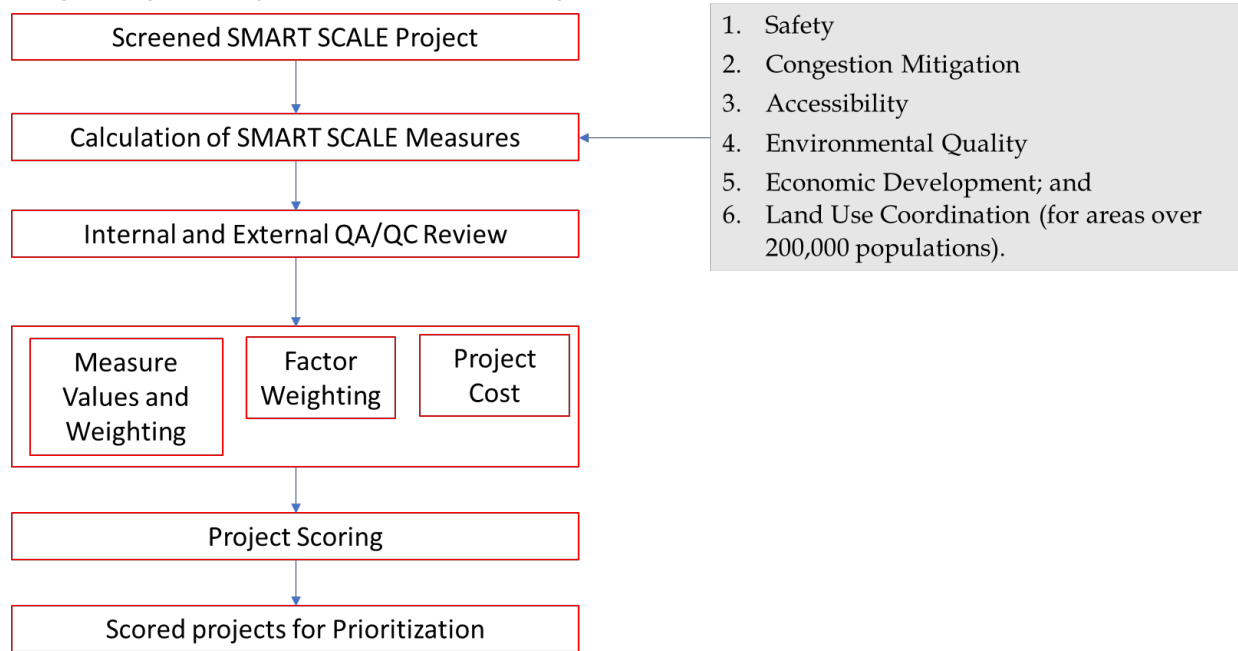 Screened SMART SCALE Project
Calculation of SMART SCALE Measures
Internal and External QA/QC Review
Measure
Values and
Weighting
Factor
Weighting
Project
Cost
Project Scoring
Scored projects for Prioritization
1. Safety
2. Congestion Mitigation
3. Accessibility
4. Environmental Quality
5. Economic Development; and
6. Land Use Coordination (for areas over
200,000 populations).